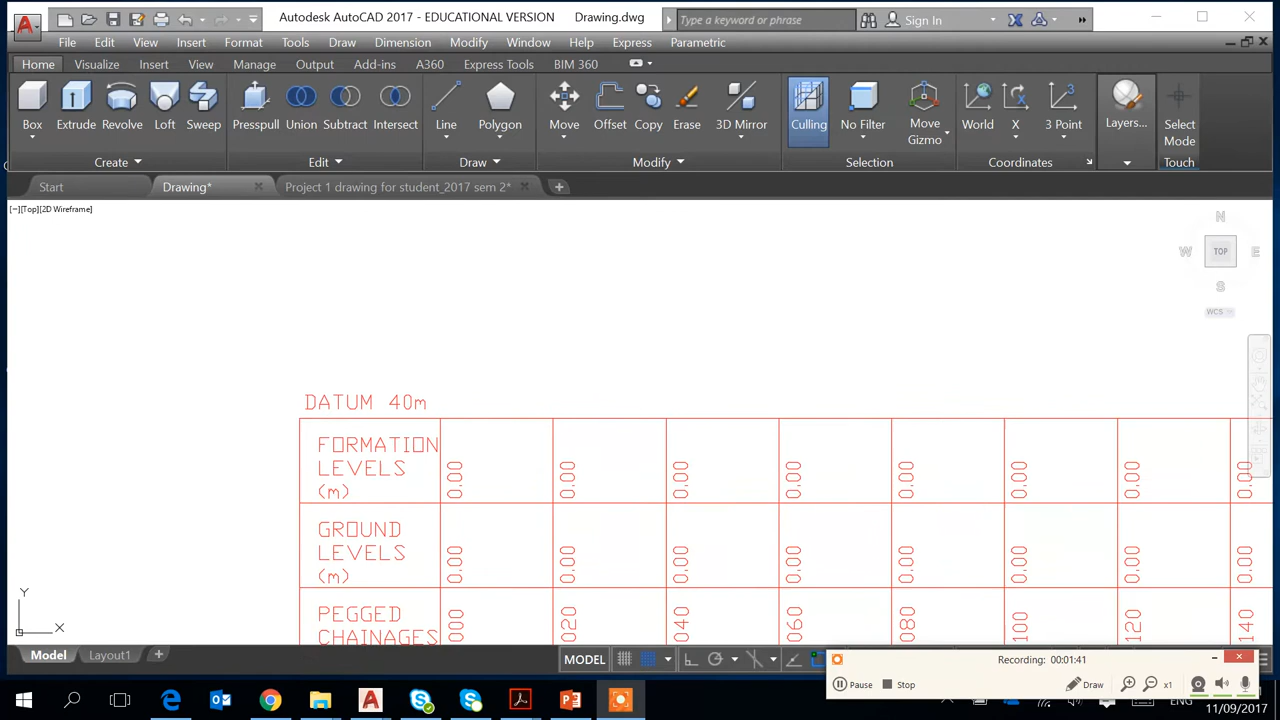 Autodesk AutoCAD 2017 - EDUCATIONAL VERSION Drawing.dwg Type a keyword or phrase Sign In
File Edit View Insert Format Tools Draw Dimension Modify Window Help Express Parametric
Home Visualize Insert View Manage Output Add-ins A360 Express Tools BIM 360
Box Extrude Revolve Loft Sweep Presspull Union Subtract Intersect Line Polygon Move Offset Copy Erase 3D Mirror Culling No Filter Move Gizmo World X 3 Point Layers... Select Mode
Create Edit Draw Modify Selection Coordinates Touch
Start Drawing* Project 1 drawing for student_2017 sem 2*
[−][Top][2D Wireframe]
N
W TOP E
S
WCS
DATUM 40m
FORMATION LEVELS (m) 0.00 0.00 0.00 0.00 0.00 0.00 0.00 0.00
GROUND LEVELS (m) 0.00 0.00 0.00 0.00 0.00 0.00 0.00 0.00
PEGGED CHAINAGES 000 020 040 060 080 100 120 140
Y
X
Model Layout1 MODEL
Recording: 00:01:41
Pause Stop Draw x1
ENG
11/09/2017